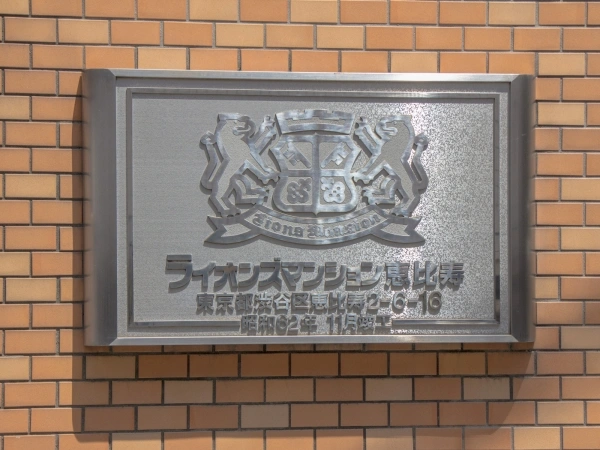 Lions Mansion
ライオンズマンション恵比寿
東京都渋谷区恵比寿2-6-16
昭和62年 11月竣工